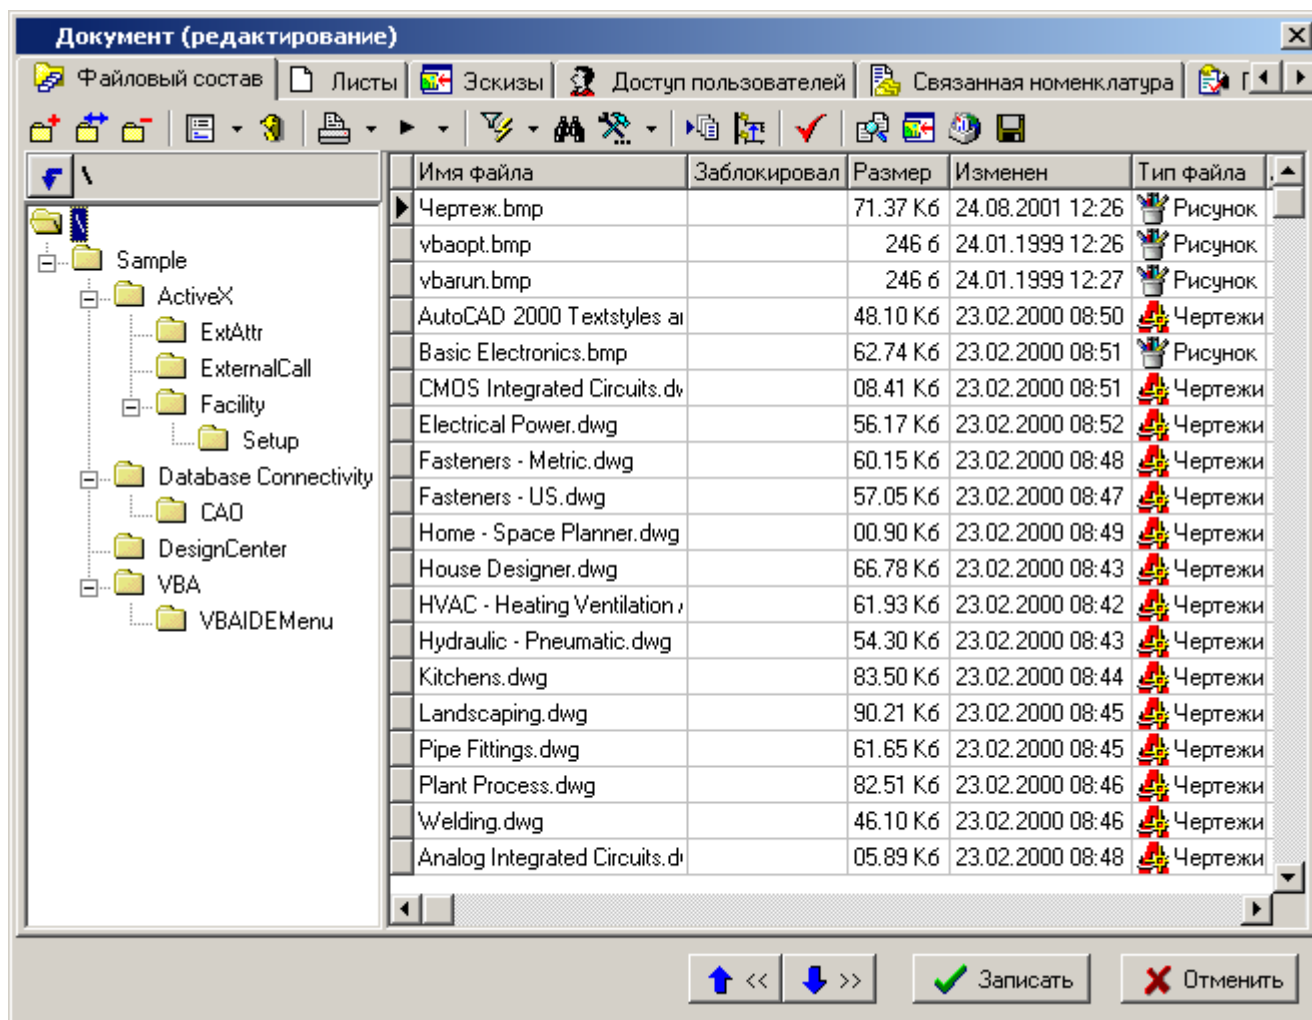 Документ (редактирование)
Файловый состав Листы Эскизы Доступ пользователей Связанная номенклатура
\
\
Sample
ActiveX
ExtAttr
ExternalCall
Facility
Setup
Database Connectivity
CAO
DesignCenter
VBA
VBAIDEMenu
Имя файла Заблокировал Размер Изменен Тип файла
Чертеж.bmp 71.37 Кб 24.08.2001 12:26 Рисунок
vbaopt.bmp 246 б 24.01.1999 12:26 Рисунок
vbarun.bmp 246 б 24.01.1999 12:27 Рисунок
AutoCAD 2000 Textstyles 48.10 Кб 23.02.2000 08:50 Чертежи
Basic Electronics.bmp 62.74 Кб 23.02.2000 08:51 Рисунок
CMOS Integrated Circuits.d 08.41 Кб 23.02.2000 08:51 Чертежи
Electrical Power.dwg 56.17 Кб 23.02.2000 08:52 Чертежи
Fasteners - Metric.dwg 60.15 Кб 23.02.2000 08:48 Чертежи
Fasteners - US.dwg 57.05 Кб 23.02.2000 08:47 Чертежи
Home - Space Planner.dwg 00.90 Кб 23.02.2000 08:49 Чертежи
House Designer.dwg 66.78 Кб 23.02.2000 08:43 Чертежи
HVAC - Heating Ventilation 61.93 Кб 23.02.2000 08:42 Чертежи
Hydraulic - Pneumatic.dwg 54.30 Кб 23.02.2000 08:43 Чертежи
Kitchens.dwg 83.50 Кб 23.02.2000 08:44 Чертежи
Landscaping.dwg 90.21 Кб 23.02.2000 08:45 Чертежи
Pipe Fittings.dwg 61.65 Кб 23.02.2000 08:45 Чертежи
Plant Process.dwg 82.51 Кб 23.02.2000 08:46 Чертежи
Welding.dwg 46.10 Кб 23.02.2000 08:46 Чертежи
Analog Integrated Circuits.d 05.89 Кб 23.02.2000 08:48 Чертежи
<< >> Записать Отменить